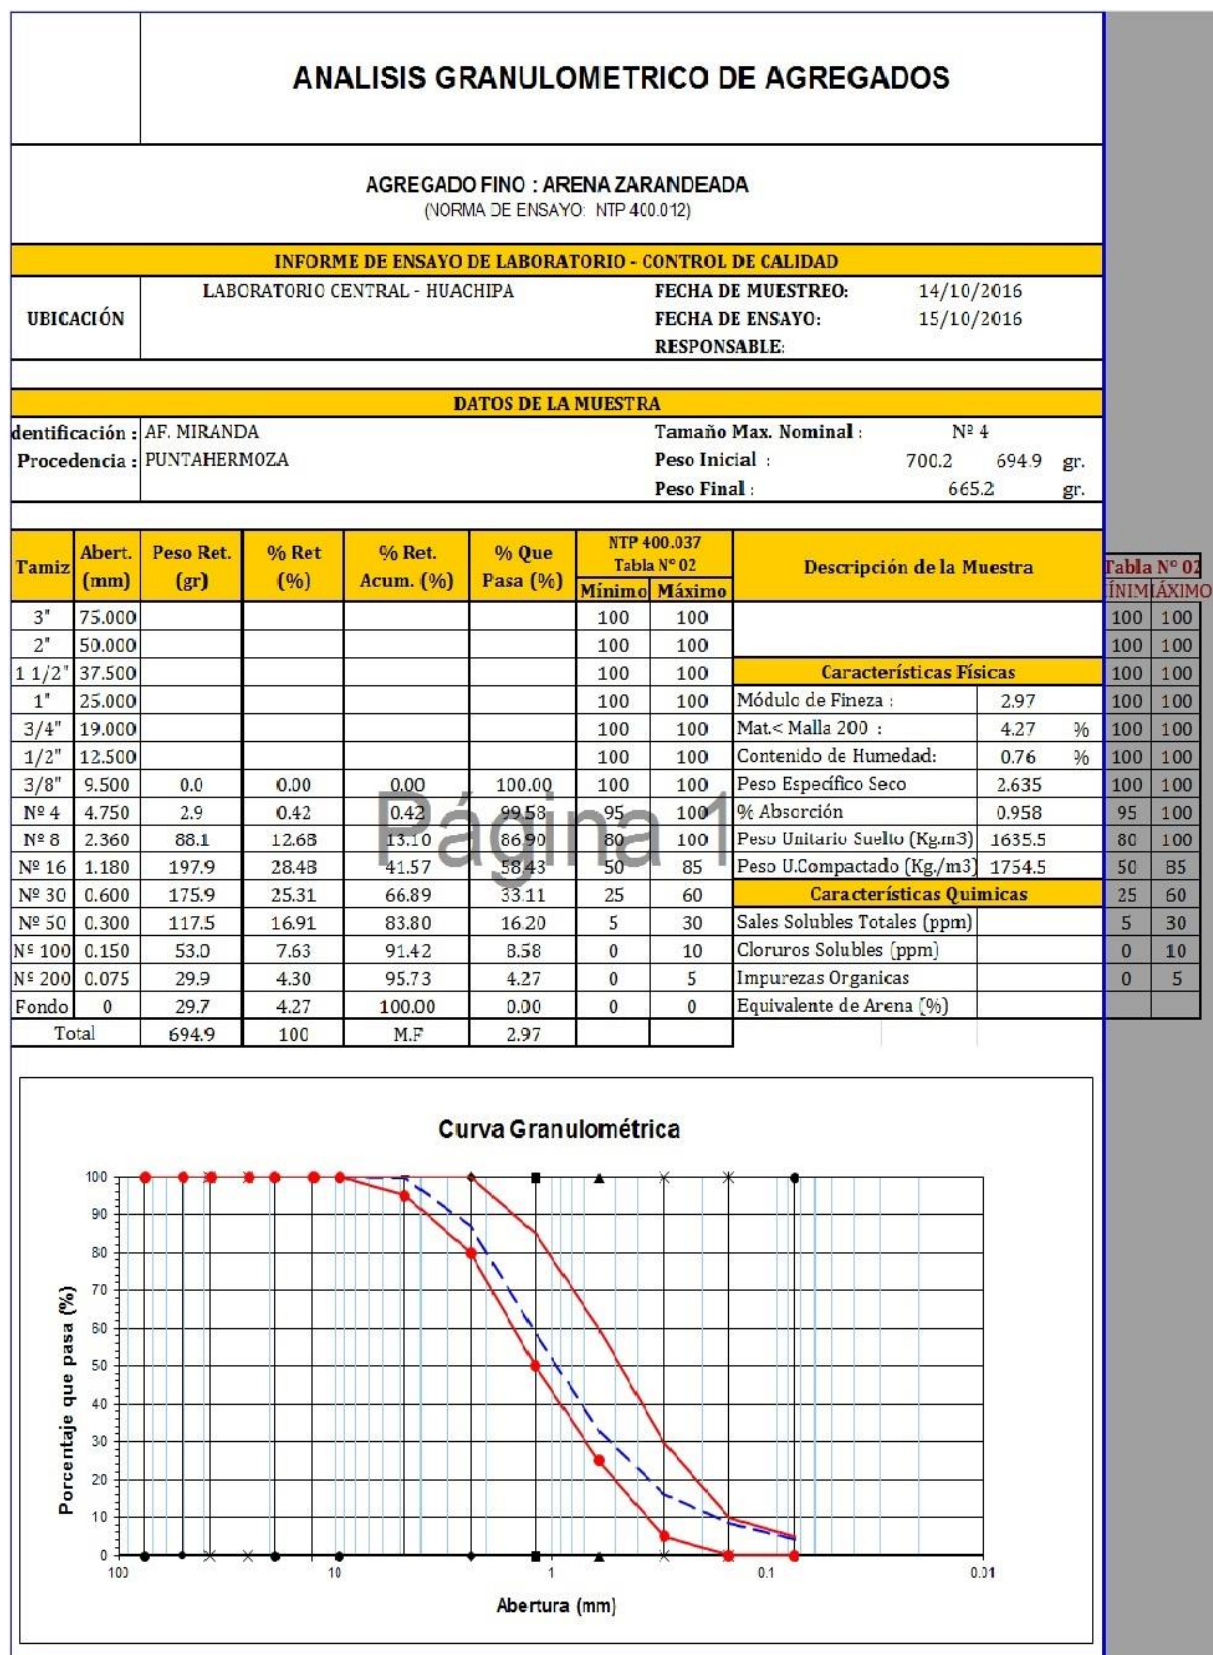 ANALISIS GRANULOMETRICO DE AGREGADOS
AGREGADO FINO : ARENA ZARANDEADA
(NORMA DE ENSAYO: NTP 400.012)
INFORME DE ENSAYO DE LABORATORIO - CONTROL DE CALIDAD
UBICACIÓN
LABORATORIO CENTRAL - HUACHIPA
FECHA DE MUESTREO: 14/10/2016
FECHA DE ENSAYO: 15/10/2016
RESPONSABLE:
DATOS DE LA MUESTRA
dentificación : AF. MIRANDA Tamaño Max. Nominal : Nº 4
Procedencia : PUNTAHERMOZA Peso Inicial : 700.2 694.9 gr.
Peso Final : 665.2 gr.
Tamiz Abert. (mm) Peso Ret. (gr) % Ret (%) % Ret. Acum. (%) % Que Pasa (%) NTP 400.037 Tabla N° 02 Descripción de la Muestra Tabla N° 02
Mínimo Máximo ÍNIM ÁXIMO
3" 75.000 100 100 100 100
2" 50.000 100 100 100 100
1 1/2" 37.500 100 100 Características Físicas 100 100
1" 25.000 100 100 Módulo de Fineza : 2.97 100 100
3/4" 19.000 100 100 Mat.< Malla 200 : 4.27 % 100 100
1/2" 12.500 100 100 Contenido de Humedad: 0.76 % 100 100
3/8" 9.500 0.0 0.00 0.00 100.00 100 100 Peso Específico Seco 2.635 100 100
Nº 4 4.750 2.9 0.42 0.42 99.58 95 100 % Absorción 0.958 95 100
Nº 8 2.360 88.1 12.68 13.10 86.90 80 100 Peso Unitario Suelto (Kg.m3) 1635.5 80 100
Nº 16 1.180 197.9 28.48 41.57 58.43 50 85 Peso U.Compactado (Kg./m3) 1754.5 50 85
Nº 30 0.600 175.9 25.31 66.89 33.11 25 60 Características Quimicas 25 60
Nº 50 0.300 117.5 16.91 83.80 16.20 5 30 Sales Solubles Totales (ppm) 5 30
Nº 100 0.150 53.0 7.63 91.42 8.58 0 10 Cloruros Solubles (ppm) 0 10
Nº 200 0.075 29.9 4.30 95.73 4.27 0 5 Impurezas Organicas 0 5
Fondo 0 29.7 4.27 100.00 0.00 0 0 Equivalente de Arena (%)
Total 694.9 100 M.F 2.97
Página 1
Curva Granulométrica
Porcentaje que pasa (%)
100
90
80
70
60
50
40
30
20
10
0
100 10 1 0.1 0.01
Abertura (mm)